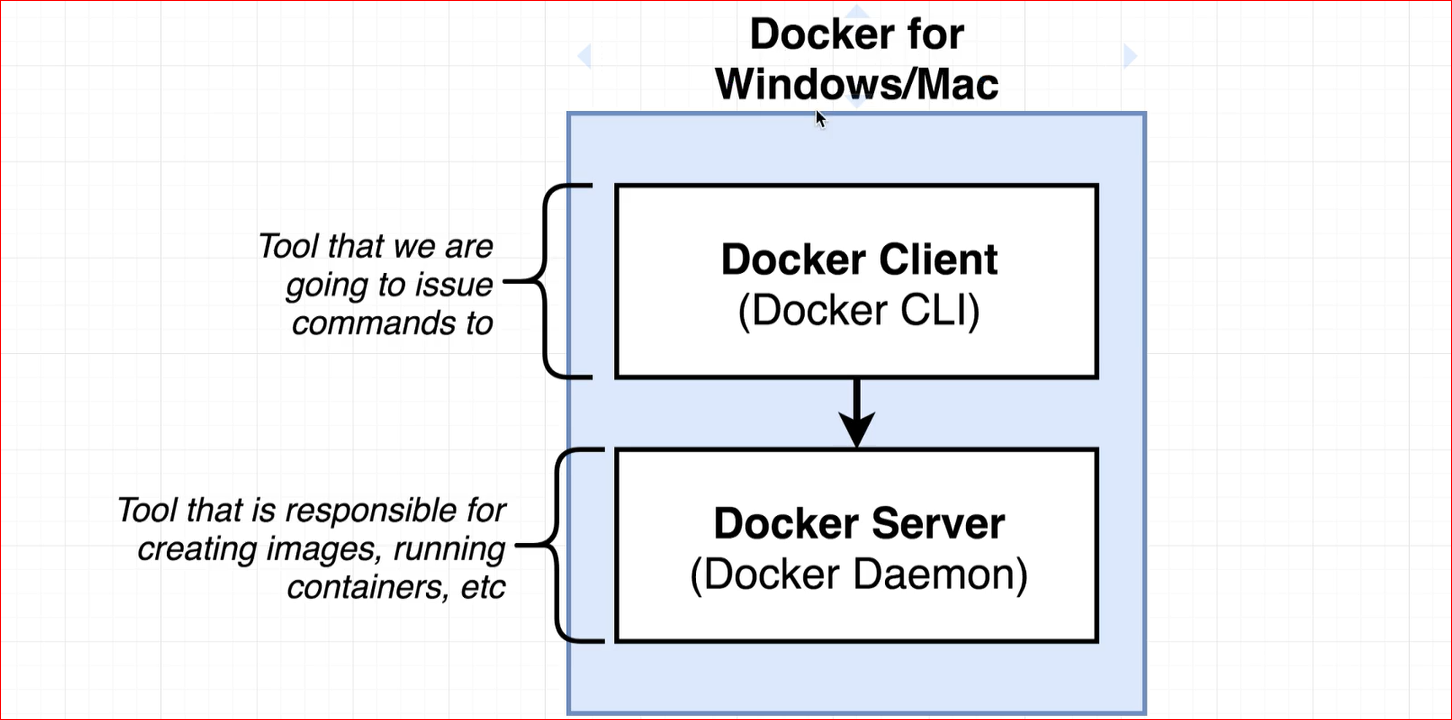 Docker for
Windows/Mac
Tool that we are
going to issue
commands to
Docker Client
(Docker CLI)
Tool that is responsible for
creating images, running
containers, etc
Docker Server
(Docker Daemon)